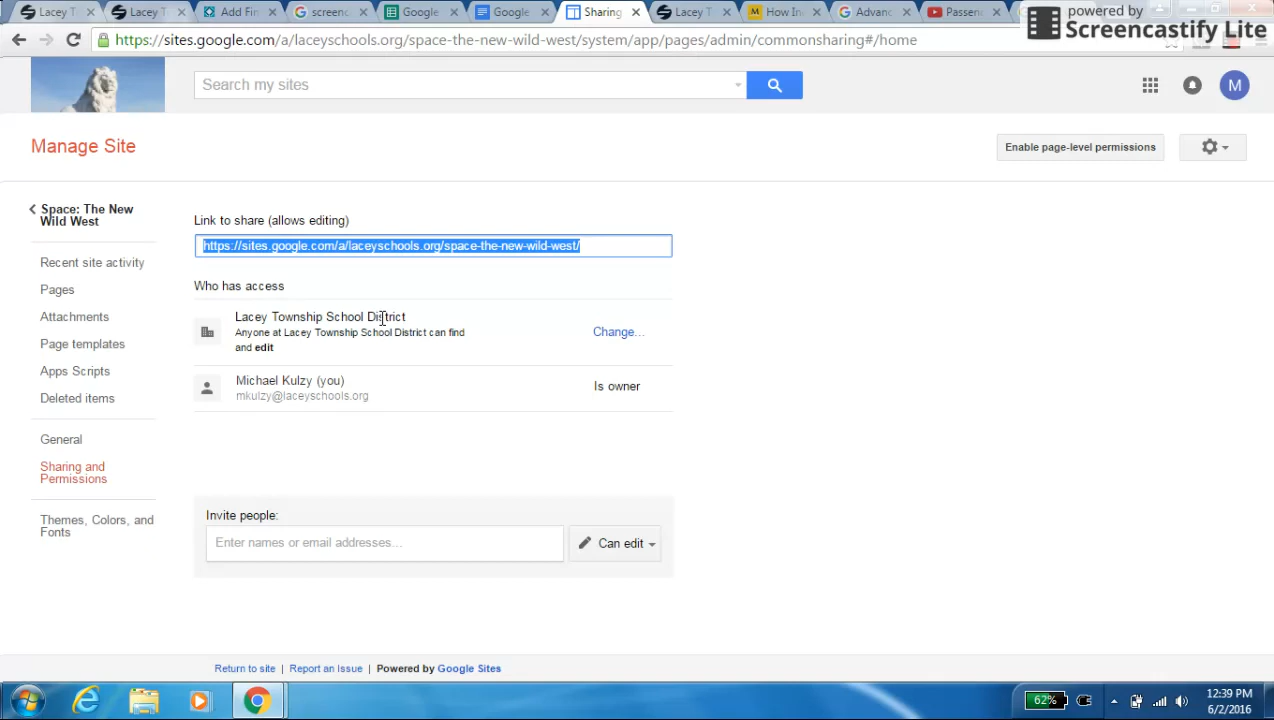 Lacey T
Lacey T
Add Fi
screenc
Google
Google
Sharing
Lacey T
How In
Advanc
Passen
powered by
Screencastify Lite
https://sites.google.com/a/laceyschools.org/space-the-new-wild-west/system/app/pages/admin/commonsharing#/home
Search my sites
M
Manage Site
Enable page-level permissions
Space: The New
Wild West
Link to share (allows editing)
https://sites.google.com/a/laceyschools.org/space-the-new-wild-west/
Recent site activity
Pages
Attachments
Page templates
Apps Scripts
Deleted items
General
Sharing and
Permissions
Themes, Colors, and
Fonts
Who has access
Lacey Township School District
Anyone at Lacey Township School District can find
and edit
Change...
Michael Kulzy (you)
mkulzy@laceyschools.org
Is owner
Invite people:
Enter names or email addresses...
Can edit
Return to site | Report an Issue | Powered by Google Sites
62%
12:39 PM
6/2/2016